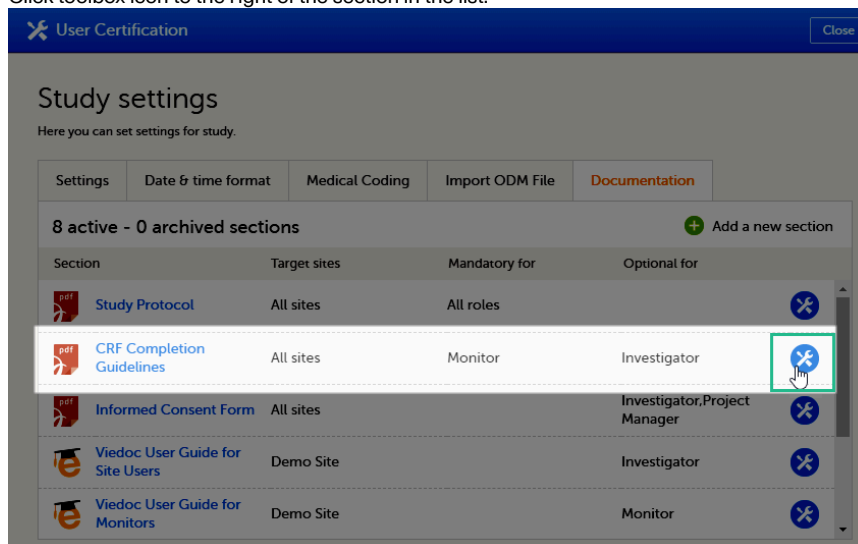 Click toolbox icon to the right of the section in the list.
User Certification
Close
Study settings
Here you can set settings for study.
Settings Date & time format Medical Coding Import ODM File Documentation
8 active - 0 archived sections Add a new section
Section Target sites Mandatory for Optional for
pdf Study Protocol All sites All roles
pdf CRF Completion
Guidelines All sites Monitor Investigator
pdf Informed Consent Form All sites Investigator,Project
Manager
Viedoc User Guide for
Site Users Demo Site Investigator
Viedoc User Guide for
Monitors Demo Site Monitor